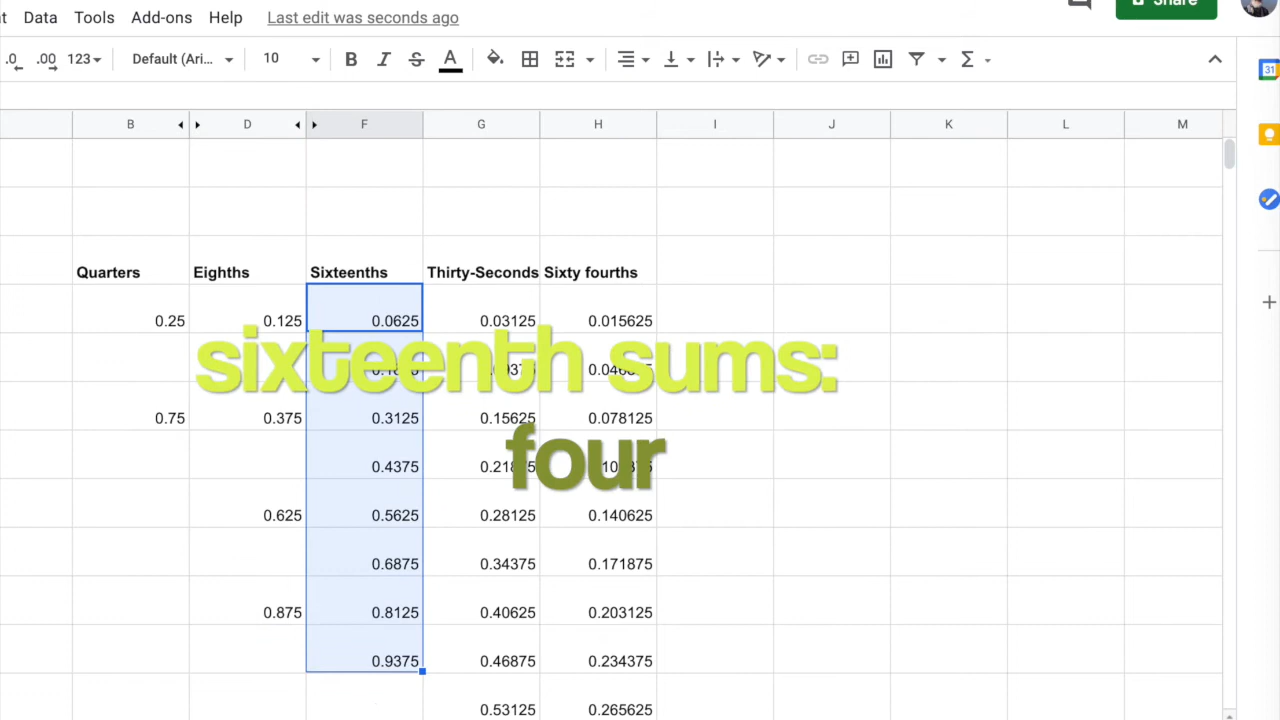 Data Tools Add-ons Help Last edit was seconds ago
.0 .00 123 Default (Ari... 10 B I S A Σ 31
B D F G H I J K L M
Quarters Eighths Sixteenths Thirty-Seconds Sixty fourths
0.25 0.125 0.0625 0.03125 0.015625
sixteenth sums:
0.75 0.375 0.3125 0.15625 0.078125
four
0.4375
0.625 0.5625 0.28125 0.140625
0.6875 0.34375 0.171875
0.875 0.8125 0.40625 0.203125
0.9375 0.46875 0.234375
0.53125 0.265625